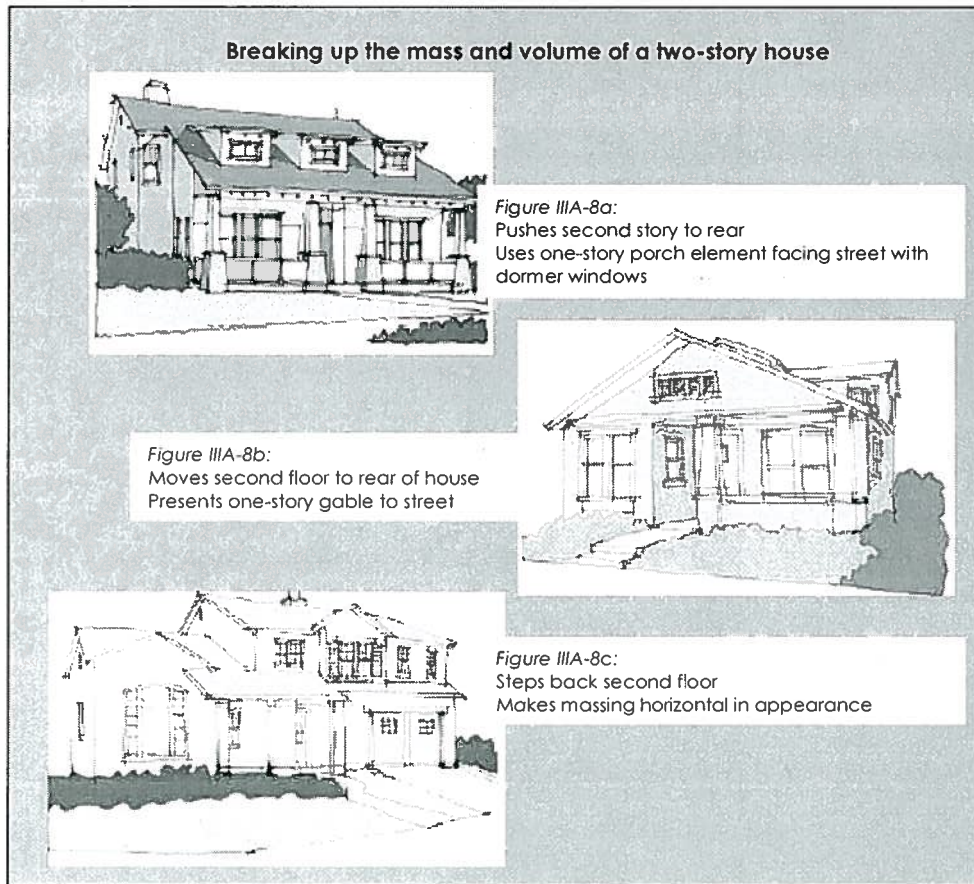 Breaking up the mass and volume of a two-story house
Figure IIIA-8a:
Pushes second story to rear
Uses one-story porch element facing street with
dormer windows
Figure IIIA-8b:
Moves second floor to rear of house
Presents one-story gable to street
Figure IIIA-8c:
Steps back second floor
Makes massing horizontal in appearance